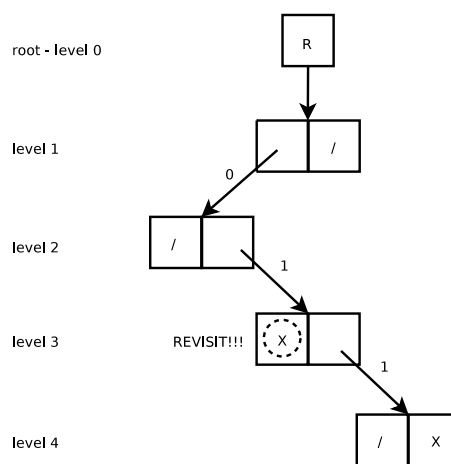 root - level 0
R
level 1
/
0
level 2
/
1
level 3
REVISIT!!!
X
1
level 4
/
X